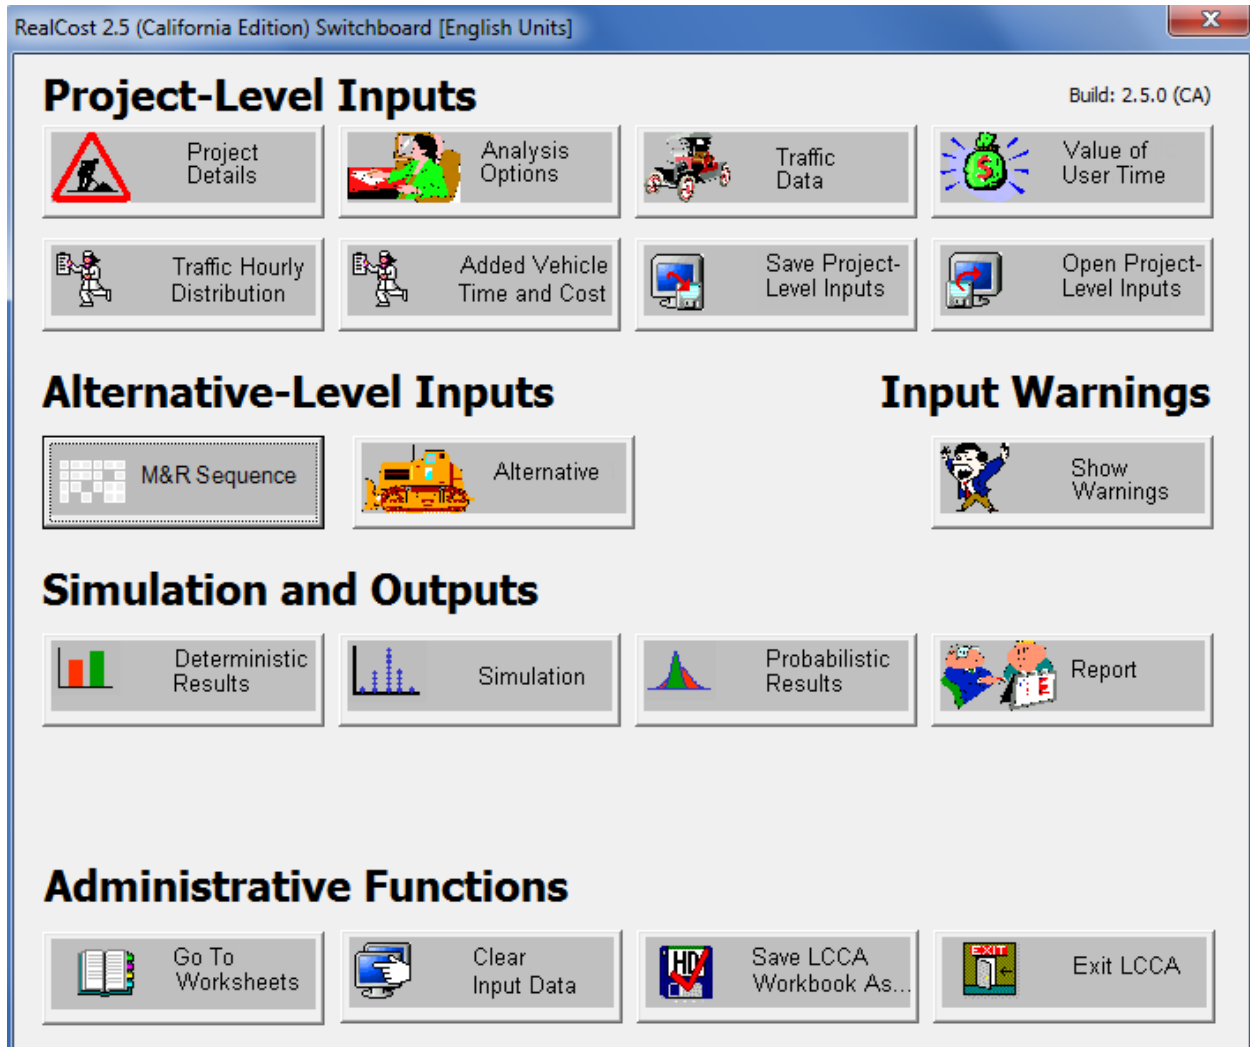 RealCost 2.5 (California Edition) Switchboard [English Units]
Project-Level Inputs
Build: 2.5.0 (CA)
Project
Details
Analysis
Options
Traffic
Data
Value of
User Time
Traffic Hourly
Distribution
Added Vehicle
Time and Cost
Save Project-
Level Inputs
Open Project-
Level Inputs
Alternative-Level Inputs
Input Warnings
M&R Sequence
Alternative
Show
Warnings
Simulation and Outputs
Deterministic
Results
Simulation
Probabilistic
Results
Report
Administrative Functions
Go To
Worksheets
Clear
Input Data
HD
Save LCCA
Workbook As...
EXIT
Exit LCCA